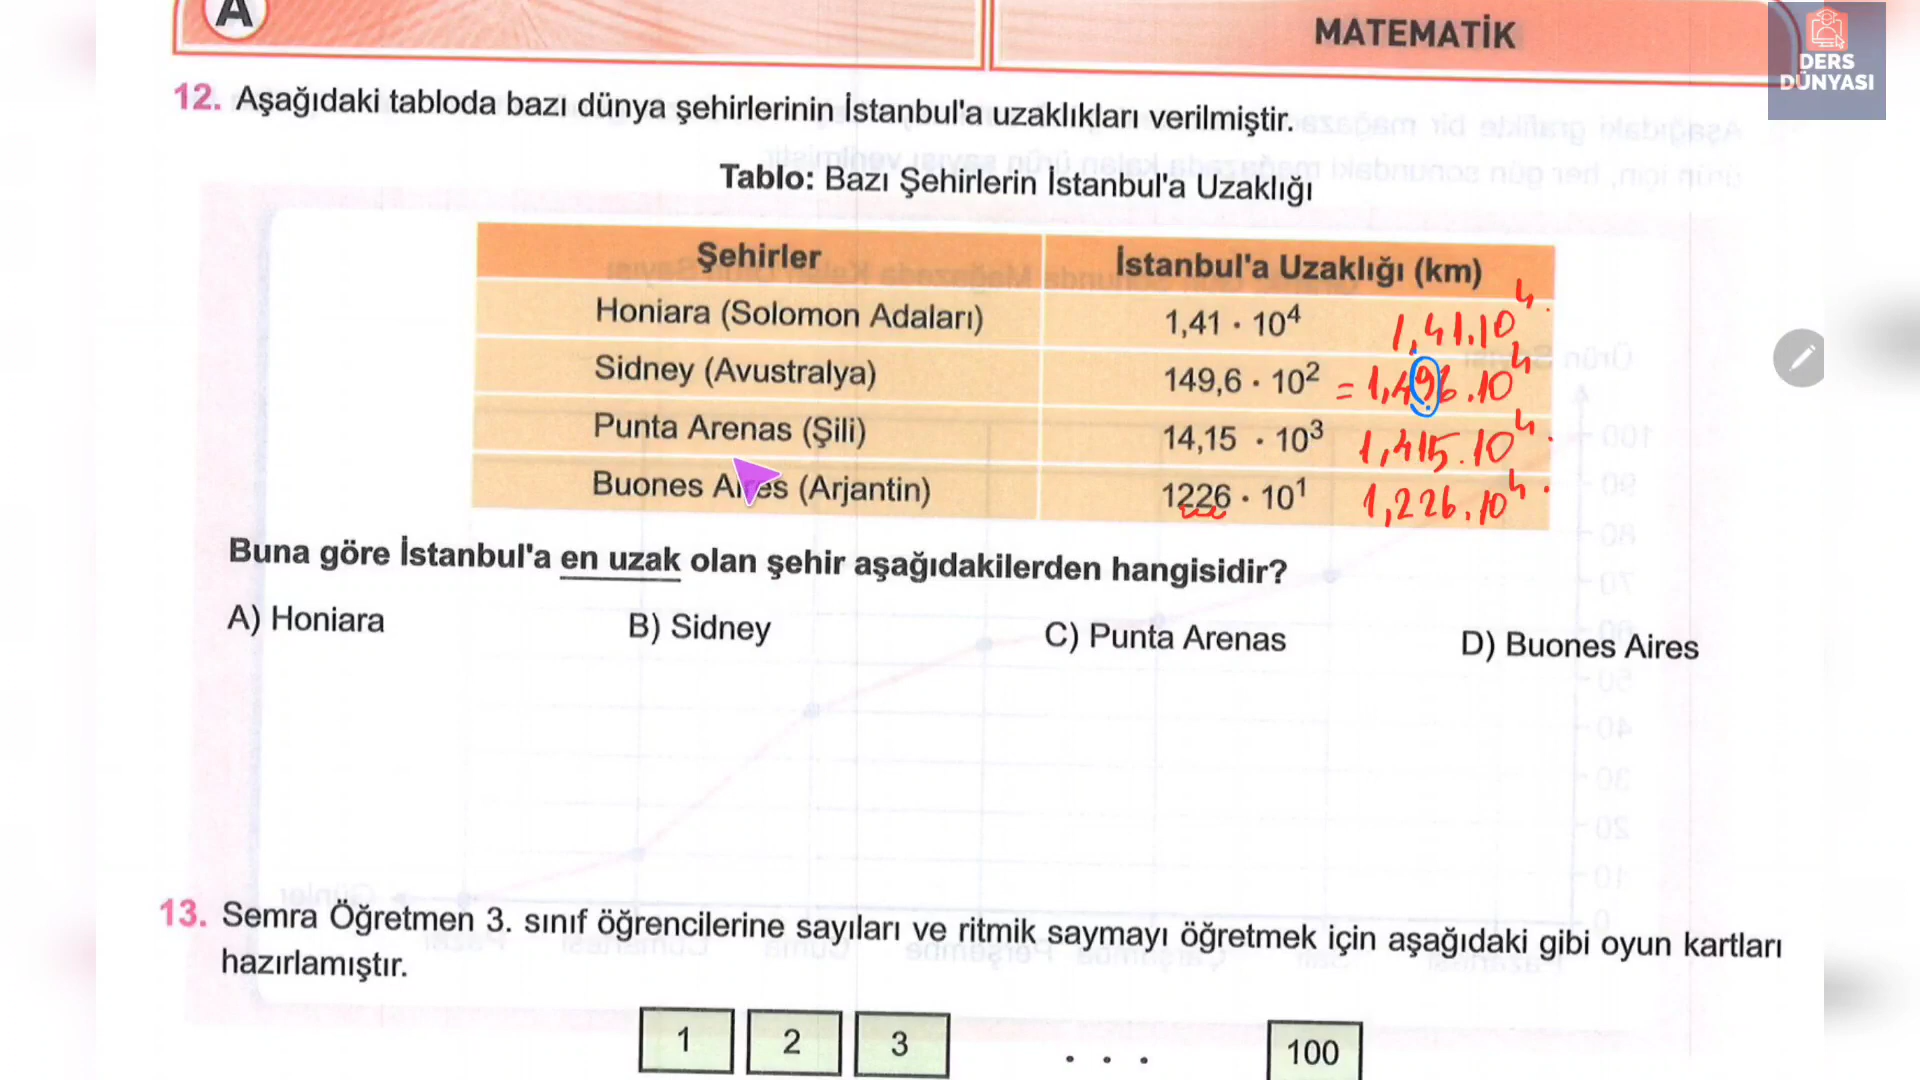 A
MATEMATİK
DERS
DÜNYASI
12. Aşağıdaki tabloda bazı dünya şehirlerinin İstanbul'a uzaklıkları verilmiştir.
Tablo: Bazı Şehirlerin İstanbul'a Uzaklığı
Şehirler İstanbul'a Uzaklığı (km)
Honiara (Solomon Adaları) 1,41 · 10⁴ 1,41.10⁴
Sidney (Avustralya) 149,6 · 10² = 1,496.10⁴
Punta Arenas (Şili) 14,15 · 10³ 1,415.10⁴
Buones Aires (Arjantin) 1226 · 10¹ 1,226.10⁴
Buna göre İstanbul'a en uzak olan şehir aşağıdakilerden hangisidir?
A) Honiara B) Sidney C) Punta Arenas D) Buones Aires
13. Semra Öğretmen 3. sınıf öğrencilerine sayıları ve ritmik saymayı öğretmek için aşağıdaki gibi oyun kartları
hazırlamıştır.
1 2 3 . . . 100